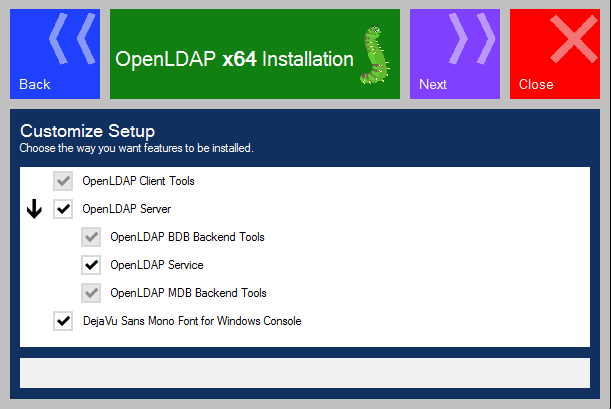 OpenLDAP x64 Installation
Back
Next
Close
Customize Setup
Choose the way you want features to be installed.
OpenLDAP Client Tools
OpenLDAP Server
OpenLDAP BDB Backend Tools
OpenLDAP Service
OpenLDAP MDB Backend Tools
DejaVu Sans Mono Font for Windows Console